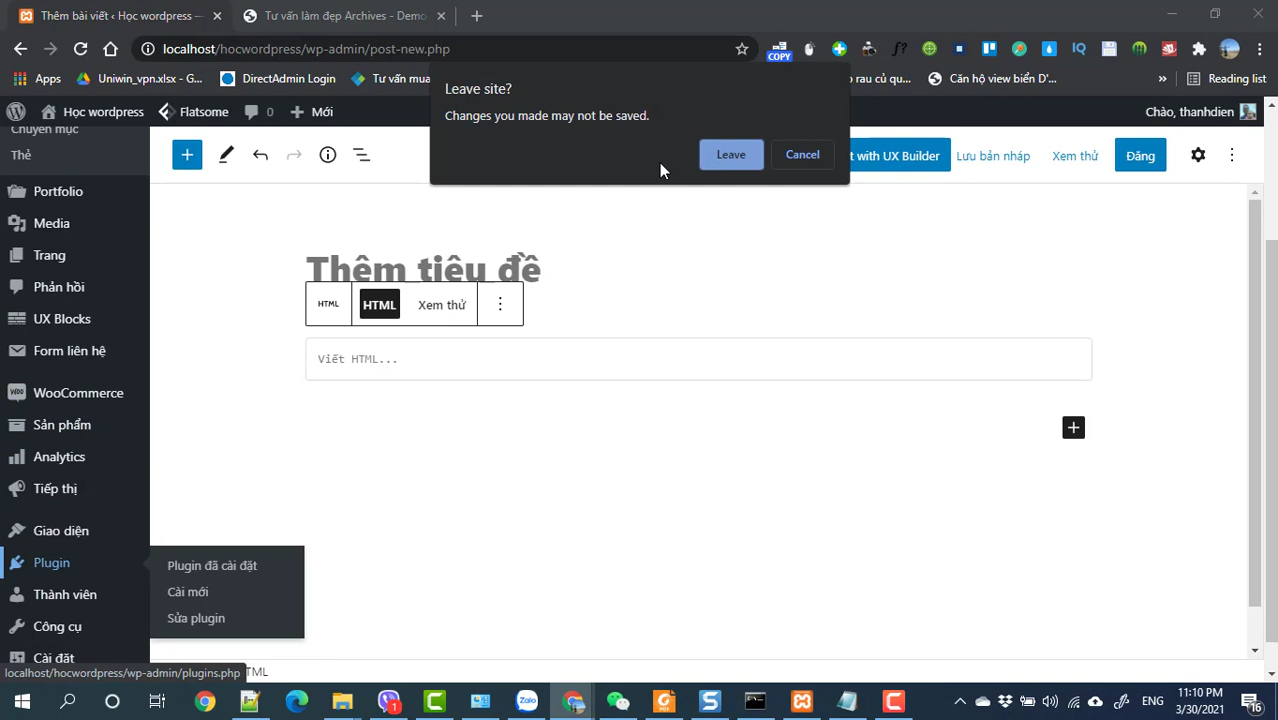 Thêm bài viết ‹ Học wordpress —
Tư vấn làm đẹp Archives - Demo
localhost/hocwordpress/wp-admin/post-new.php
COPY
f?
IQ
Apps
Uniwin_vpn.xlsx - G...
DirectAdmin Login
Tư vấn mua
o rau củ qu...
Căn hộ view biển D'...
»
Reading list
Leave site?
Changes you made may not be saved.
Leave
Cancel
Học wordpress
Flatsome
0
Mới
Chào, thanhdien
Chuyên mục
Thẻ
t with UX Builder
Lưu bản nháp
Xem thử
Đăng
Portfolio
Media
Trang
Phản hồi
UX Blocks
Form liên hệ
WooCommerce
Sản phẩm
Analytics
Tiếp thị
Giao diện
Plugin
Thành viên
Công cụ
Cài đặt
Plugin đã cài đặt
Cài mới
Sửa plugin
Thêm tiêu đề
HTML
HTML
Xem thử
Viết HTML...
localhost/hocwordpress/wp-admin/plugins.php
TML
Zalo
1
ENG
11:10 PM
3/30/2021
16